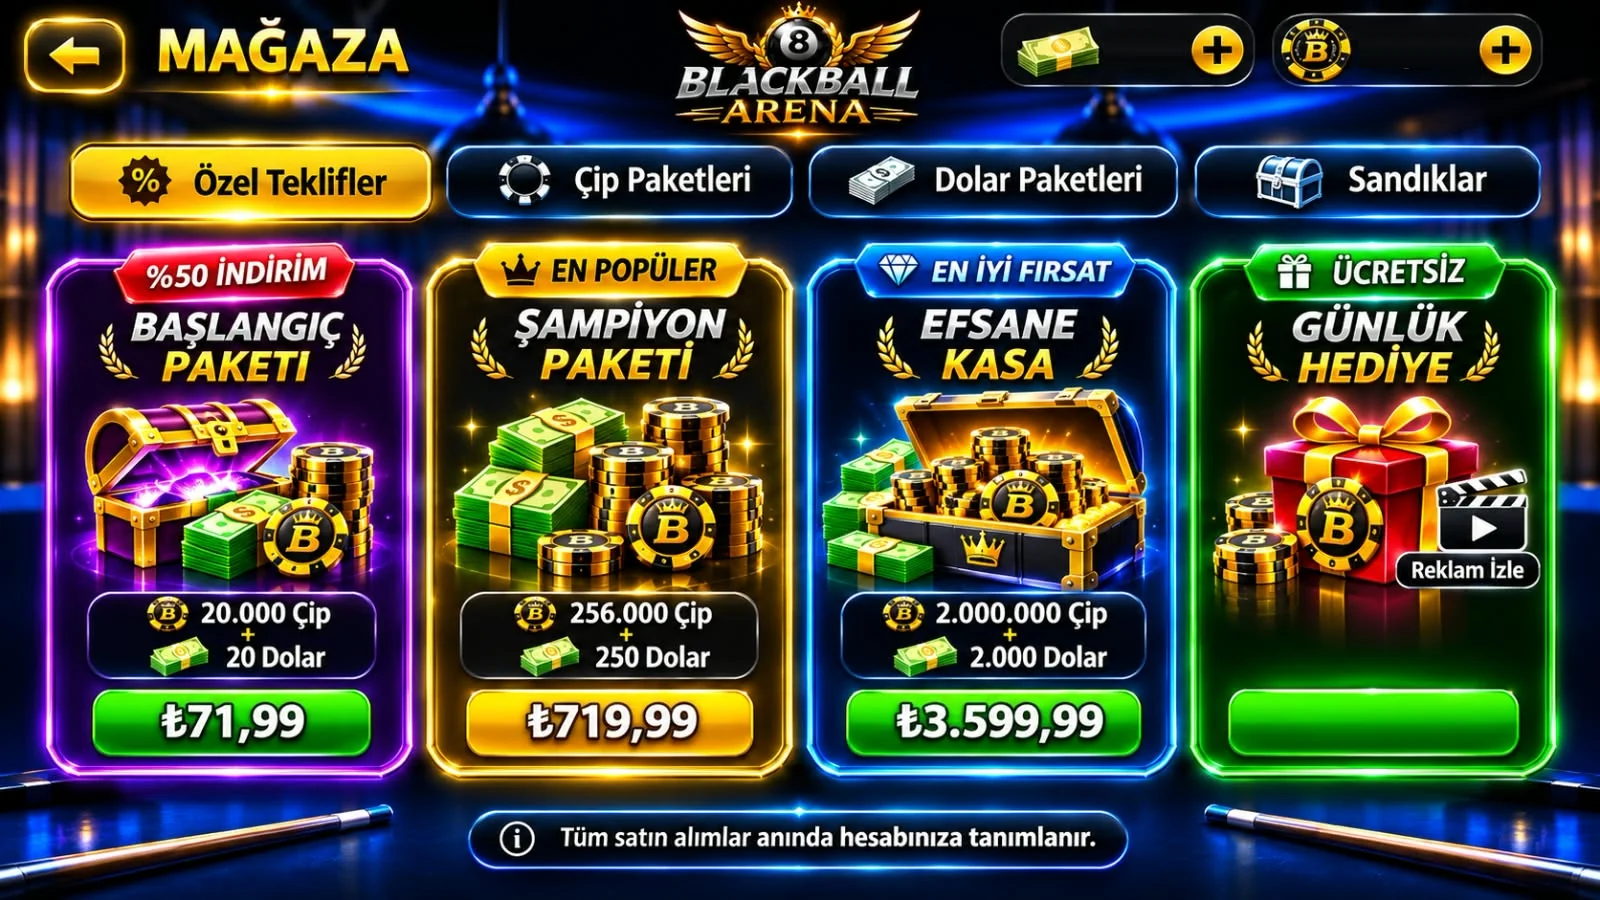 MAĞAZA
8
BLACKBALL
ARENA
B
% Özel Teklifler
Çip Paketleri
Dolar Paketleri
Sandıklar
%50 İNDİRİM
BAŞLANGIÇ
PAKETI
B
20.000 Çip
+
20 Dolar
₺71,99
EN POPÜLER
ŞAMPİYON
PAKETİ
B
256.000 Çip
+
250 Dolar
₺719,99
EN İYİ FIRSAT
EFSANE
KASA
B
2.000.000 Çip
+
2.000 Dolar
₺3.599,99
ÜCRETSİZ
GÜNLÜK
HEDİYE
B
Reklam İzle
Tüm satın alımlar anında hesabınıza tanımlanır.